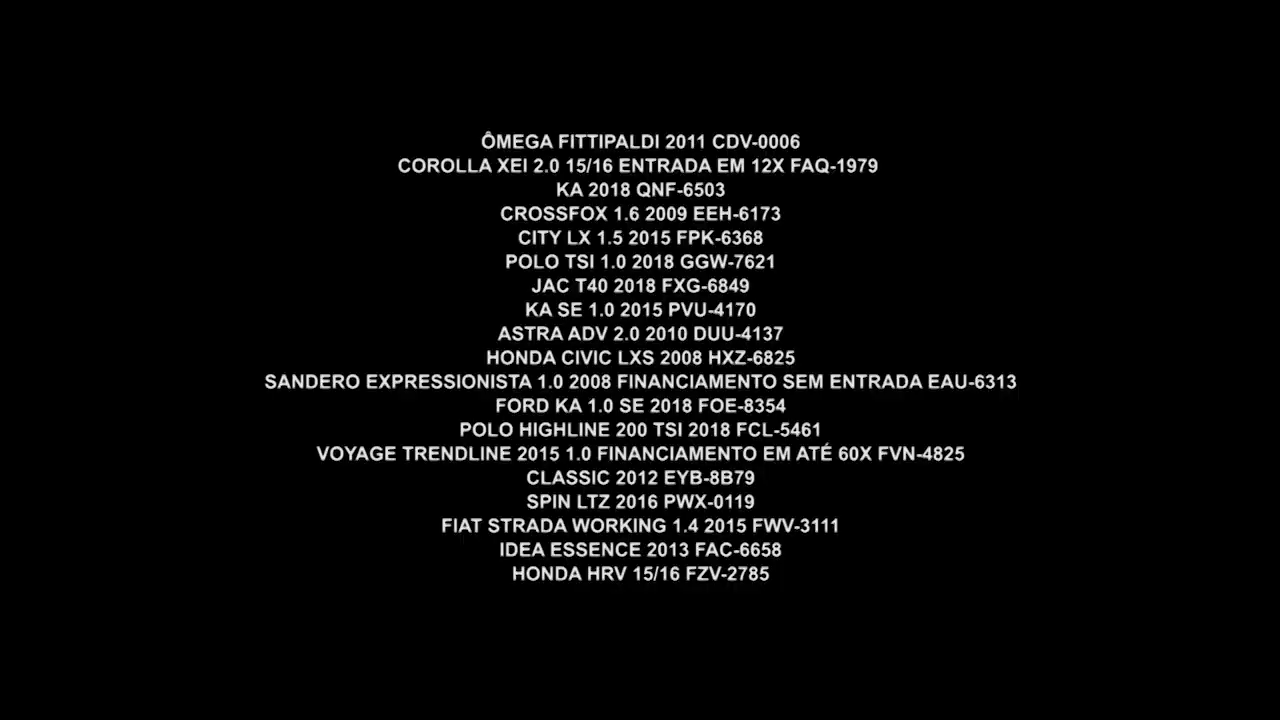 ÔMEGA FITTIPALDI 2011 CDV-0006
COROLLA XEI 2.0 15/16 ENTRADA EM 12X FAQ-1979
KA 2018 QNF-6503
CROSSFOX 1.6 2009 EEH-6173
CITY LX 1.5 2015 FPK-6368
POLO TSI 1.0 2018 GGW-7621
JAC T40 2018 FXG-6849
KA SE 1.0 2015 PVU-4170
ASTRA ADV 2.0 2010 DUU-4137
HONDA CIVIC LXS 2008 HXZ-6825
SANDERO EXPRESSIONISTA 1.0 2008 FINANCIAMENTO SEM ENTRADA EAU-6313
FORD KA 1.0 SE 2018 FOE-8354
POLO HIGHLINE 200 TSI 2018 FCL-5461
VOYAGE TRENDLINE 2015 1.0 FINANCIAMENTO EM ATÉ 60X FVN-4825
CLASSIC 2012 EYB-8B79
SPIN LTZ 2016 PWX-0119
FIAT STRADA WORKING 1.4 2015 FWV-3111
IDEA ESSENCE 2013 FAC-6658
HONDA HRV 15/16 FZV-2785